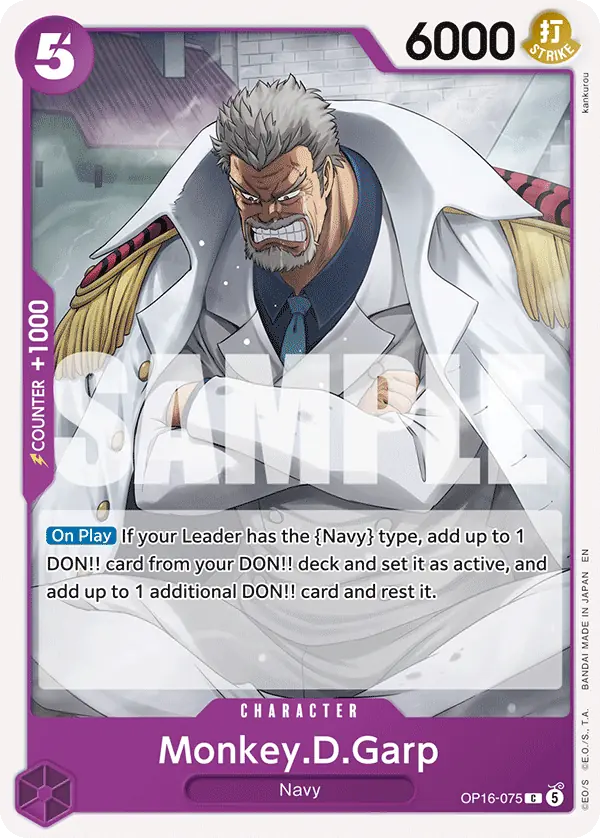 5
6000
打
STRIKE
kankurou
COUNTER +1000
SAMPLE
On Play If your Leader has the {Navy} type, add up to 1
DON!! card from your DON!! deck and set it as active, and
add up to 1 additional DON!! card and rest it.
CHARACTER
Monkey.D.Garp
Navy
OP16-075 C 5
©EO/S ©E.O./S., T.A. BANDAI MADE IN JAPAN EN